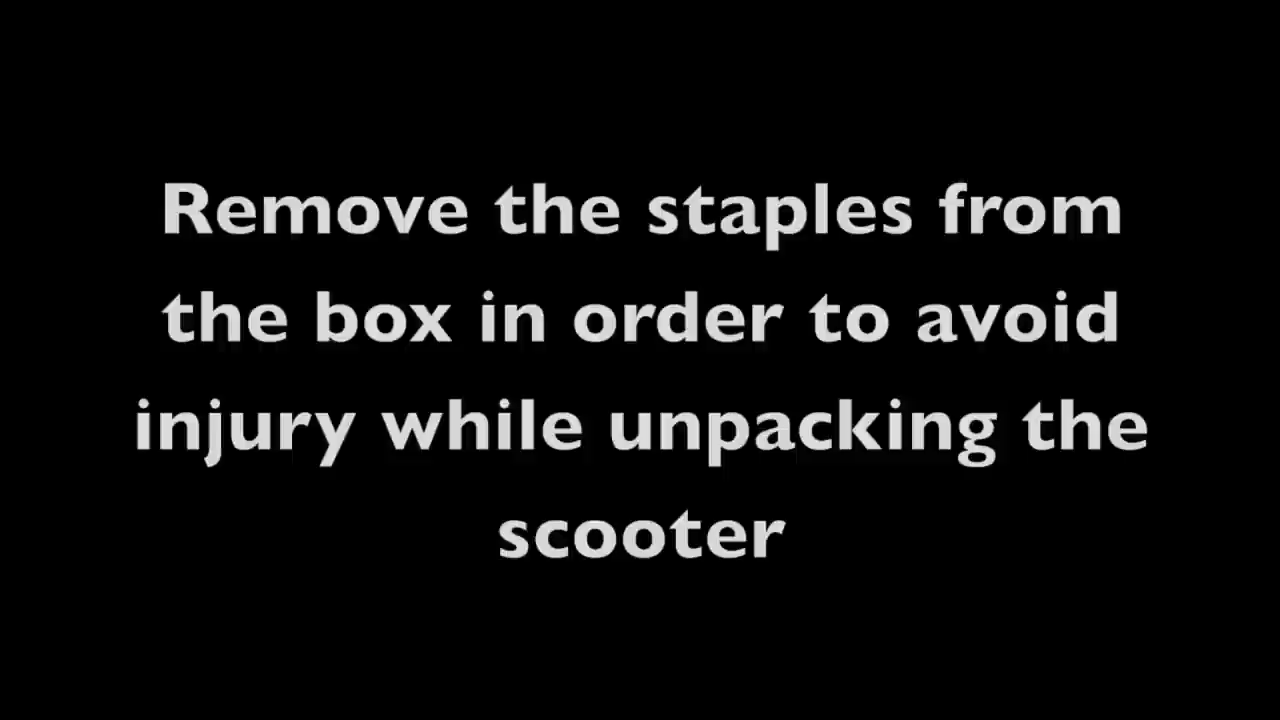 Remove the staples from
the box in order to avoid
injury while unpacking the
scooter